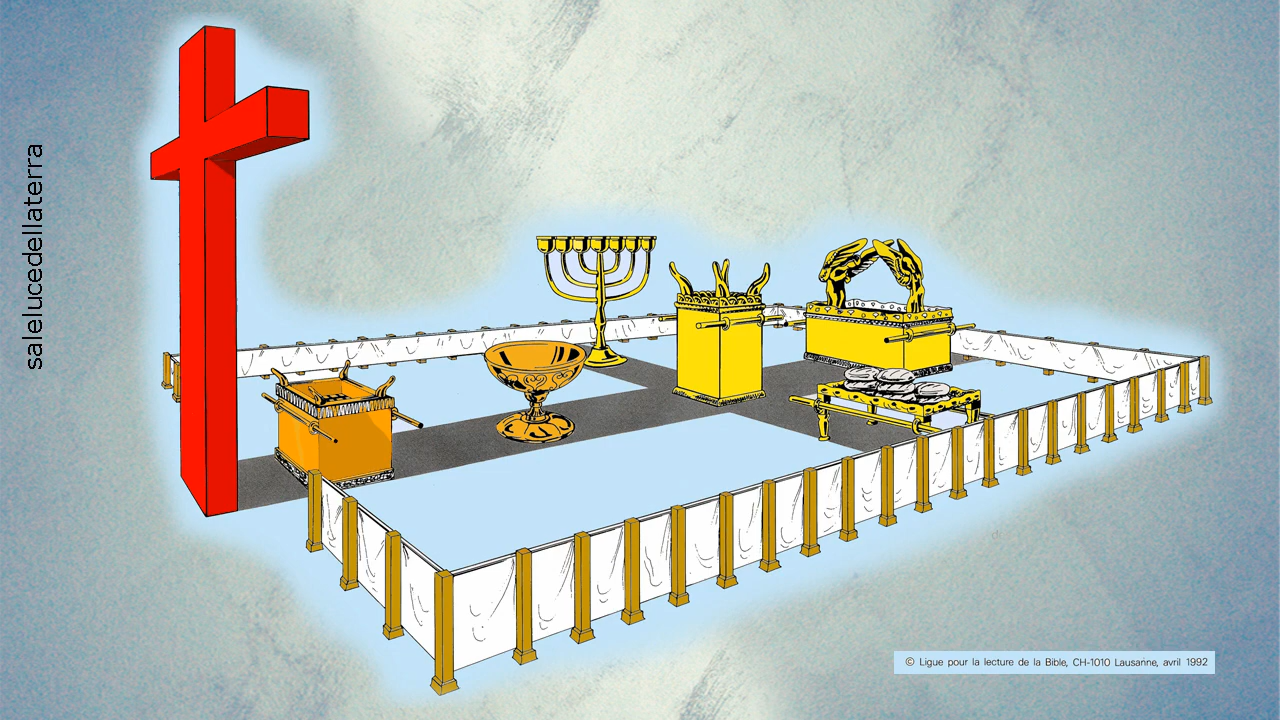 salelucedellaterra
© Ligue pour la lecture de la Bible, CH-1010 Lausanne, avril 1992